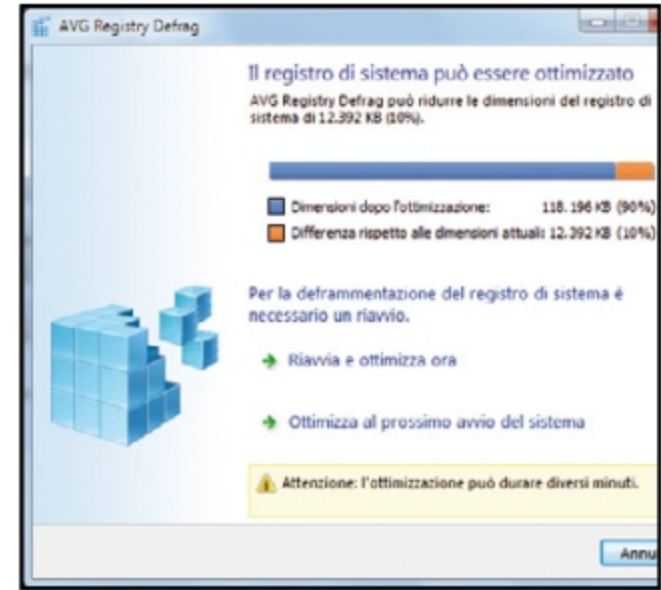 AVG Registry Defrag
Il registro di sistema può essere ottimizzato
AVG Registry Defrag può ridurre le dimensioni del registro di
sistema di 12.392 KB (10%).
Dimensioni dopo l'ottimizzazione: 118.196 KB (90%)
Differenza rispetto alle dimensioni attuali: 12.392 KB (10%)
Per la deframmentazione del registro di sistema è
necessario un riavvio.
Riavvia e ottimizza ora
Ottimizza al prossimo avvio del sistema
Attenzione: l'ottimizzazione può durare diversi minuti.
Annu